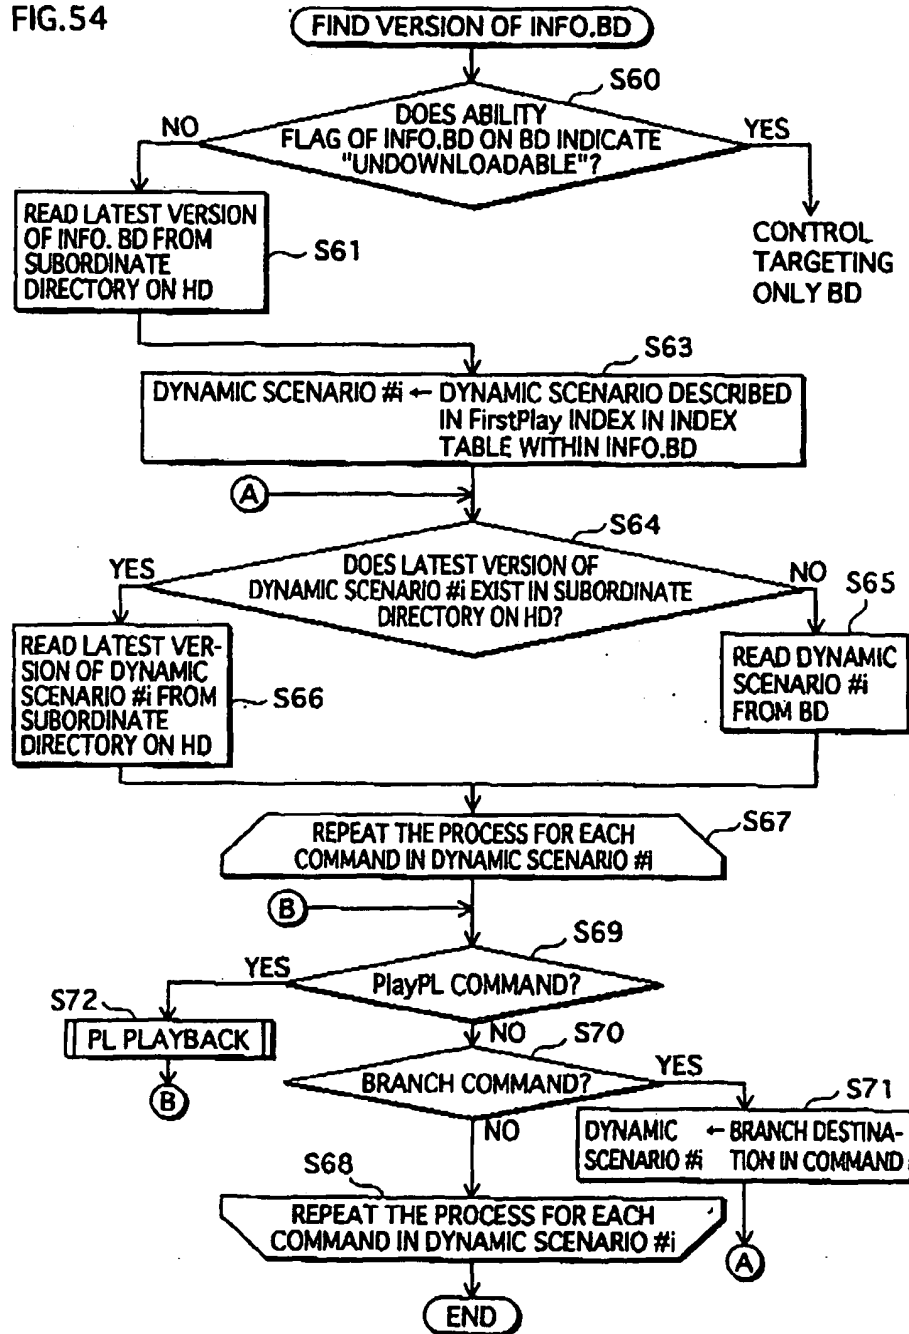 FIG.54
FIND VERSION OF INFO.BD
S60
DOES ABILITY
FLAG OF INFO.BD ON BD INDICATE
"UNDOWNLOADABLE"?
NO
YES
READ LATEST VERSION
OF INFO. BD FROM
SUBORDINATE
DIRECTORY ON HD
S61
CONTROL
TARGETING
ONLY BD
S63
DYNAMIC SCENARIO #i ← DYNAMIC SCENARIO DESCRIBED
IN FirstPlay INDEX IN INDEX
TABLE WITHIN INFO.BD
A
S64
DOES LATEST VERSION OF
DYNAMIC SCENARIO #i EXIST IN SUBORDINATE
DIRECTORY ON HD?
YES
NO
S65
READ LATEST VER-
SION OF DYNAMIC
SCENARIO #i FROM
SUBORDINATE
DIRECTORY ON HD
S66
READ DYNAMIC
SCENARIO #i
FROM BD
REPEAT THE PROCESS FOR EACH
COMMAND IN DYNAMIC SCENARIO #i
S67
B
S69
PlayPL COMMAND?
YES
NO
S72
PL PLAYBACK
B
S70
BRANCH COMMAND?
YES
NO
S71
DYNAMIC ← BRANCH DESTINA-
SCENARIO #i TION IN COMMAND
S68
REPEAT THE PROCESS FOR EACH
COMMAND IN DYNAMIC SCENARIO #i
A
END